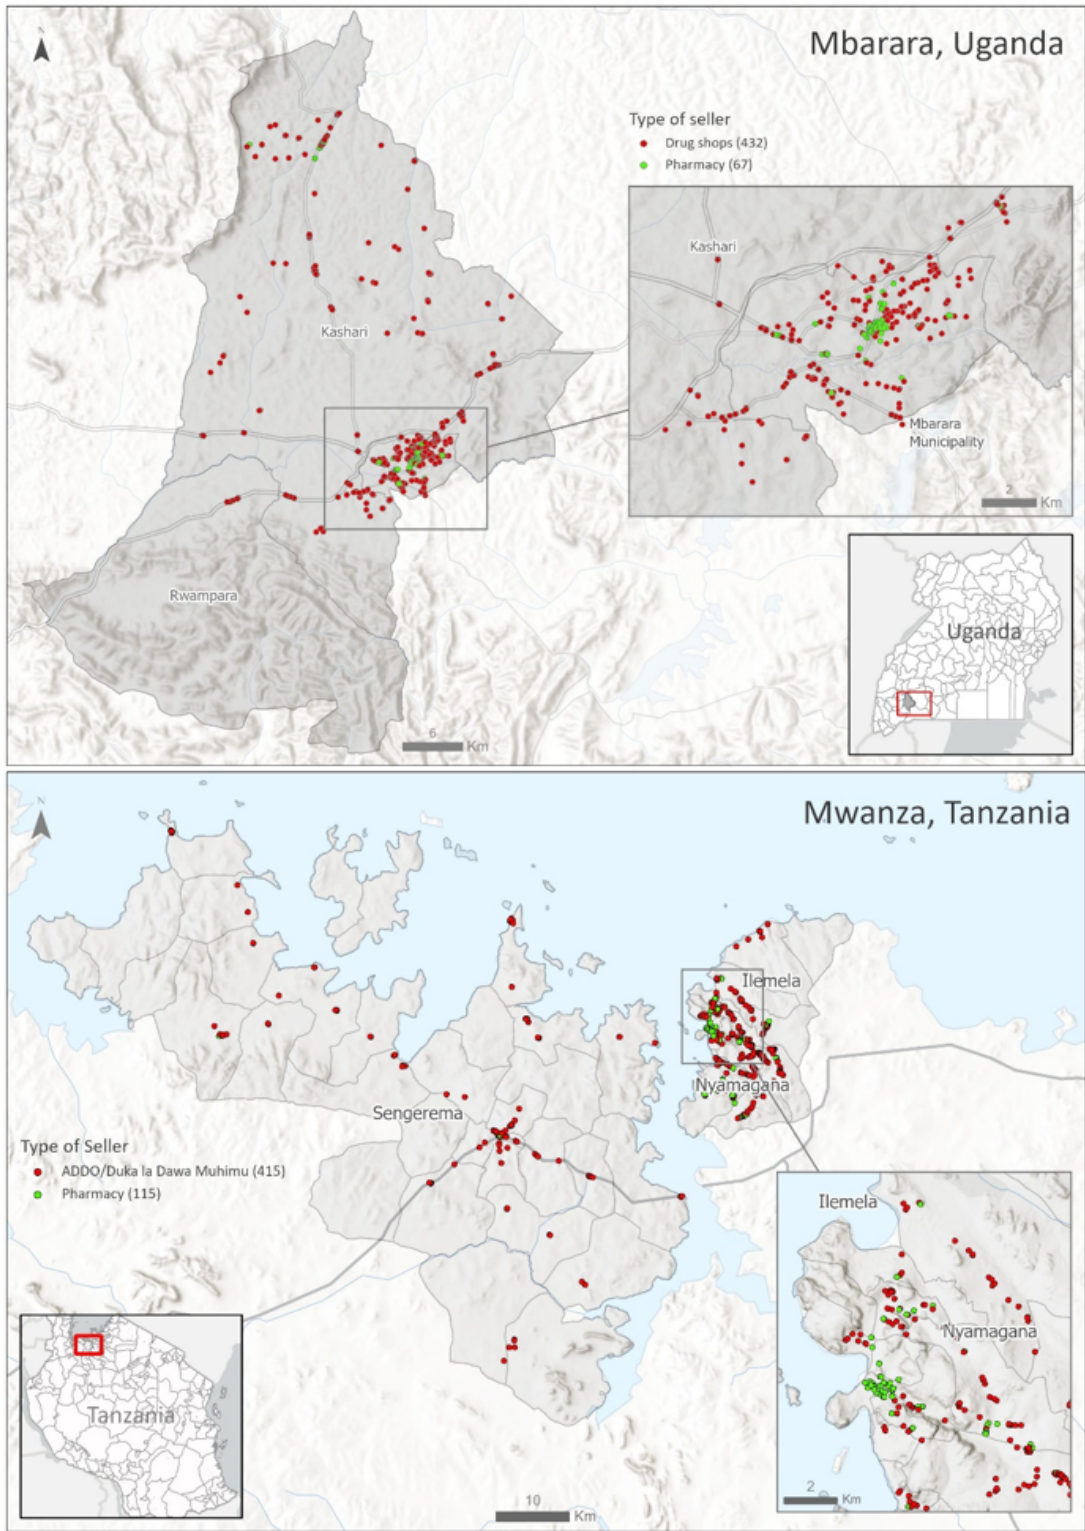 Mbarara, Uganda
N
Type of seller
Drug shops (432)
Pharmacy (67)
Kashari
Kashari
Mbarara
Municipality
2
Km
Rwampara
Uganda
6
Km
Mwanza, Tanzania
N
Ilemela
Nyamagana
Sengerema
Type of Seller
ADDO/Duka la Dawa Muhimu (415)
Pharmacy (115)
Ilemela
Nyamagana
Tanzania
2
Km
10
Km